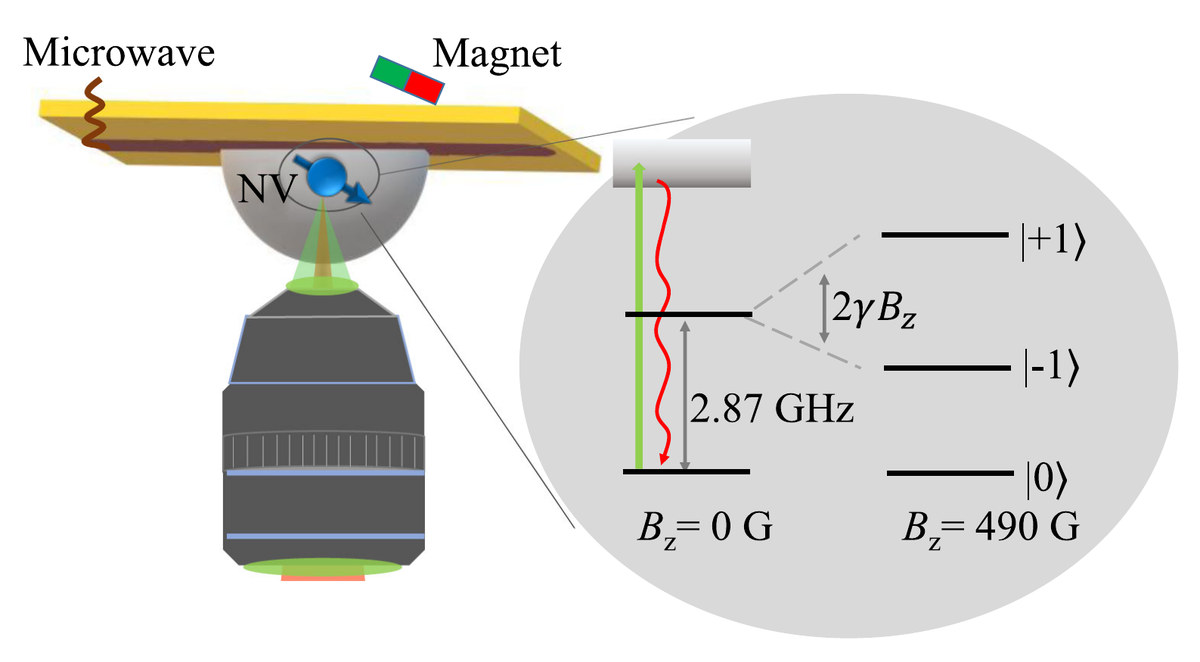 Microwave
Magnet
NV
|+1⟩
2γB_z
|-1⟩
2.87 GHz
|0⟩
B_z= 0 G
B_z= 490 G